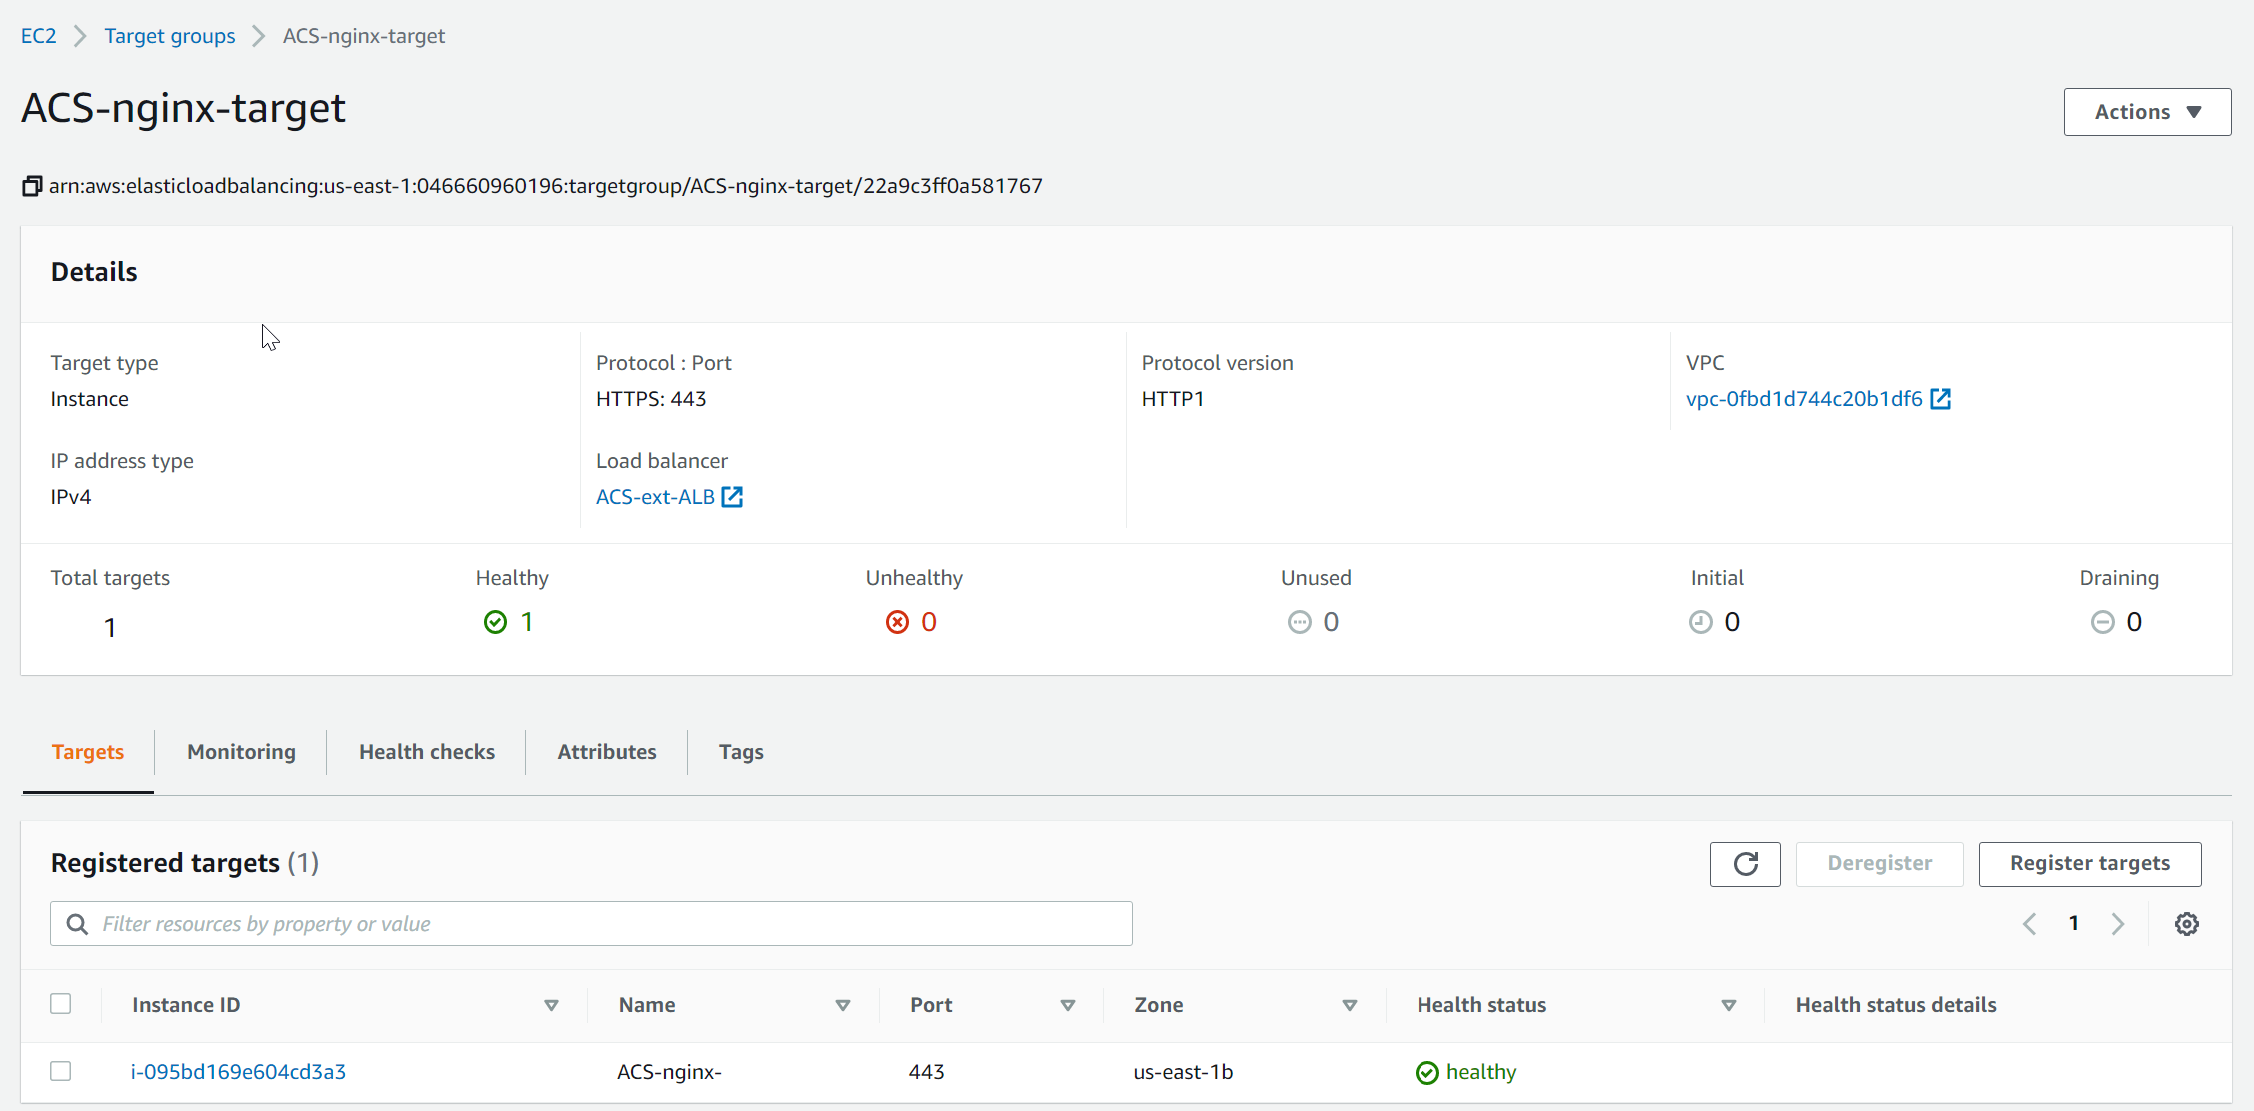 EC2 Target groups ACS-nginx-target
ACS-nginx-target
Actions
arn:aws:elasticloadbalancing:us-east-1:046660960196:targetgroup/ACS-nginx-target/22a9c3ff0a581767
Details
Target type Protocol : Port Protocol version VPC
Instance HTTPS: 443 HTTP1 vpc-0fbd1d744c20b1df6
IP address type Load balancer
IPv4 ACS-ext-ALB
Total targets Healthy Unhealthy Unused Initial Draining
1 1 0 0 0 0
Targets Monitoring Health checks Attributes Tags
Registered targets (1) Deregister Register targets
Filter resources by property or value 1
Instance ID Name Port Zone Health status Health status details
i-095bd169e604cd3a3 ACS-nginx- 443 us-east-1b healthy